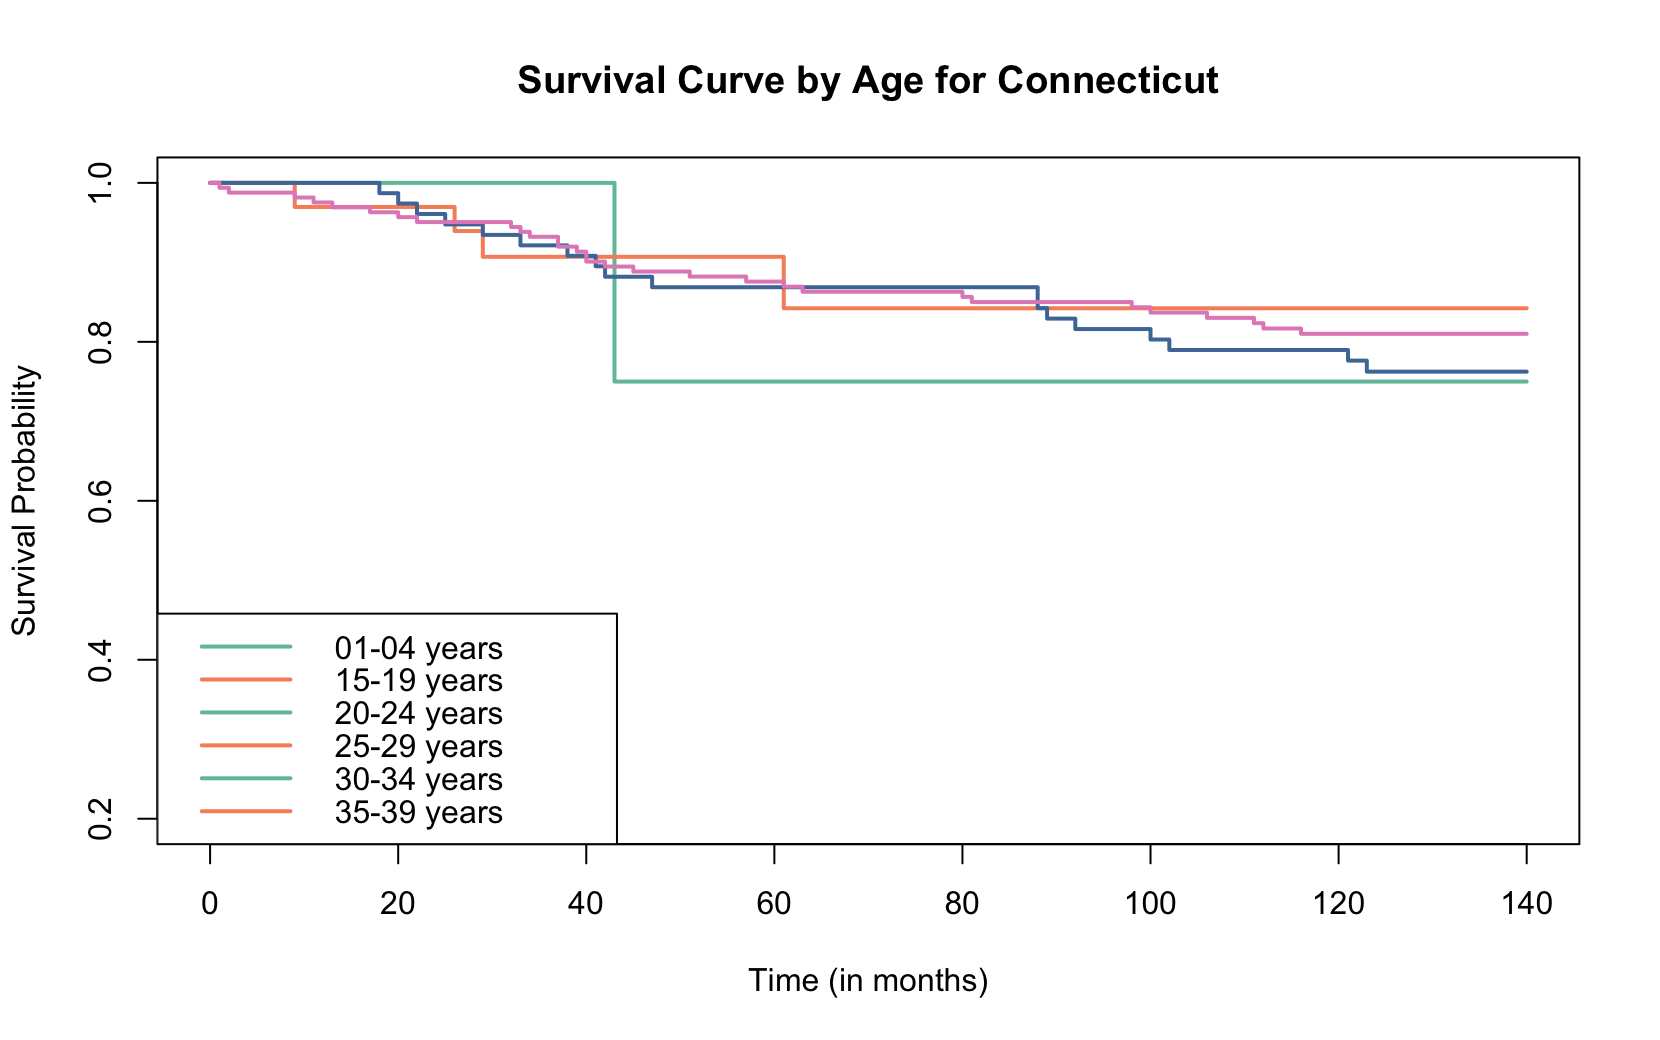 Survival Curve by Age for Connecticut
Survival Probability
1.0
0.8
0.6
0.4
0.2
01-04 years
15-19 years
20-24 years
25-29 years
30-34 years
35-39 years
0 20 40 60 80 100 120 140
Time (in months)